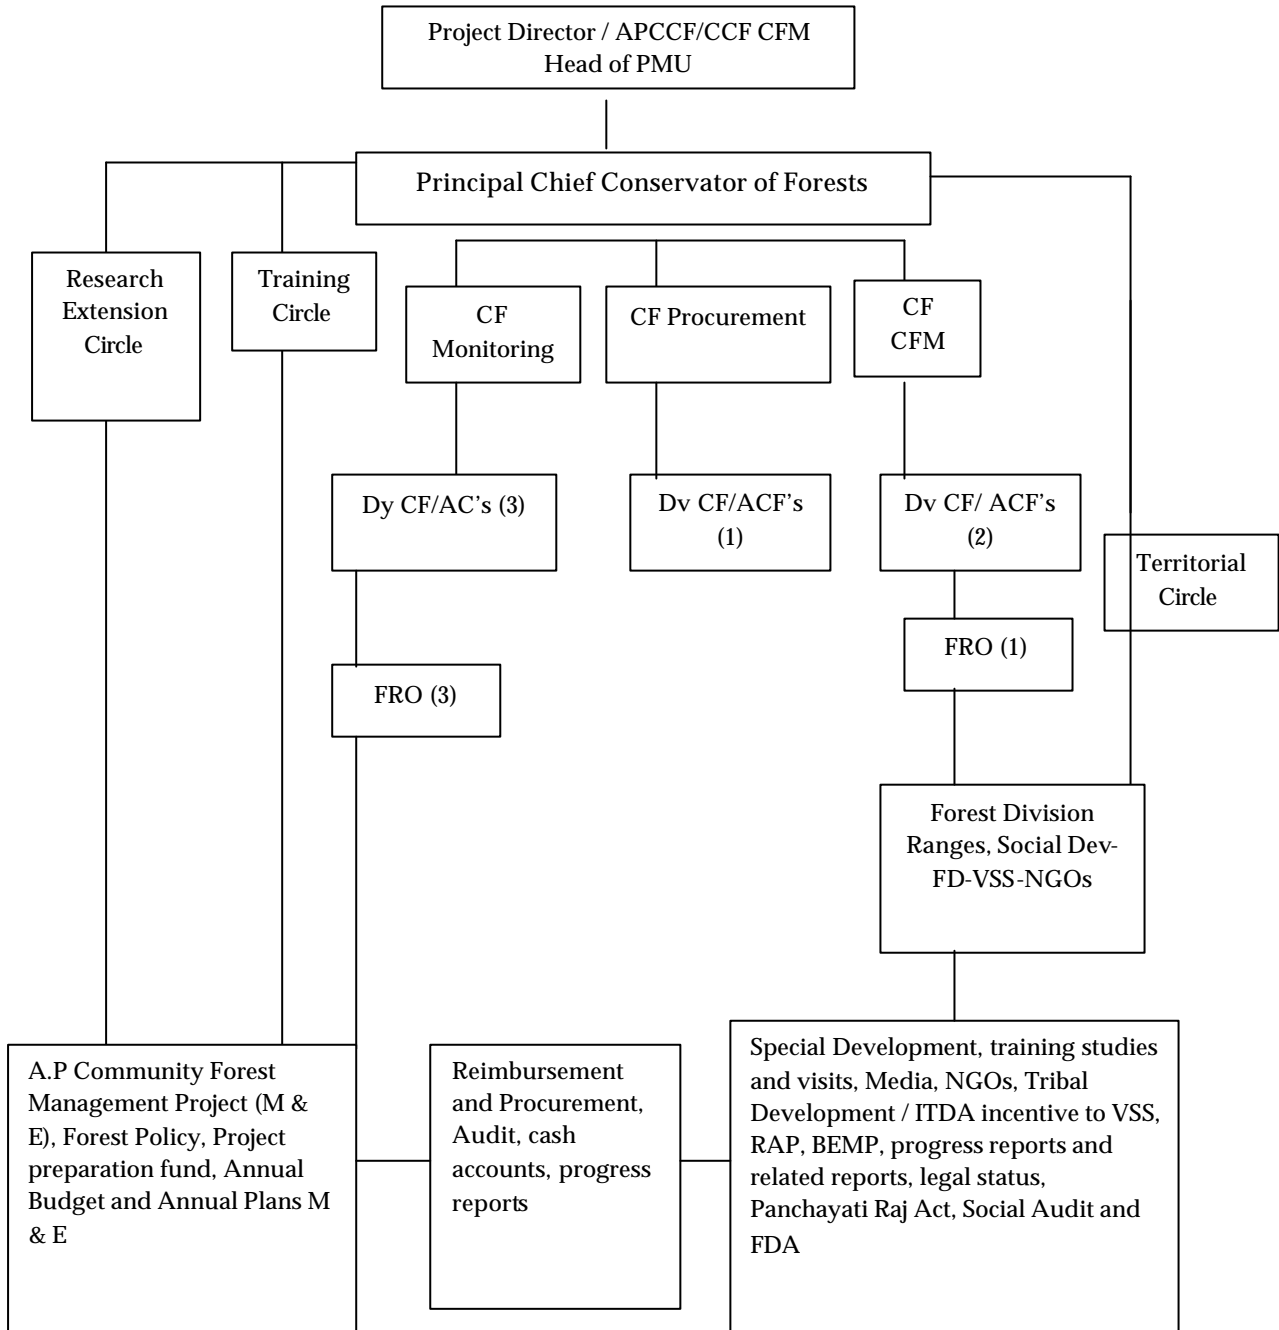 Project Director / APCCF/CCF CFM
Head of PMU
Principal Chief Conservator of Forests
Research
Extension
Circle
Training
Circle
CF
Monitoring
CF Procurement
CF
CFM
Dy CF/AC’s (3)
Dv CF/ACF’s
(1)
Dv CF/ ACF’s
(2)
Territorial
Circle
FRO (1)
FRO (3)
Forest Division
Ranges, Social Dev-
FD-VSS-NGOs
A.P Community Forest
Management Project (M &
E), Forest Policy, Project
preparation fund, Annual
Budget and Annual Plans M
& E
Reimbursement
and Procurement,
Audit, cash
accounts, progress
reports
Special Development, training studies
and visits, Media, NGOs, Tribal
Development / ITDA incentive to VSS,
RAP, BEMP, progress reports and
related reports, legal status,
Panchayati Raj Act, Social Audit and
FDA